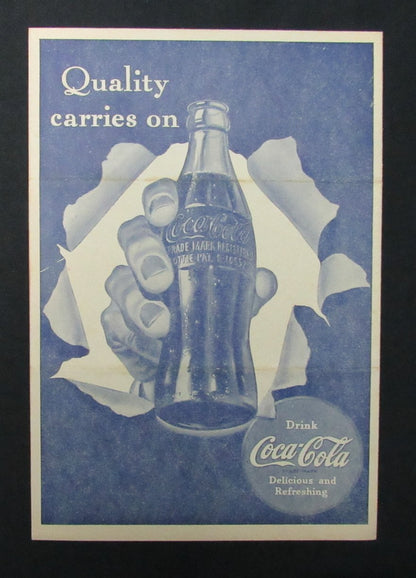 Quality
carries on
Coca-Cola
TRADE MARK REGISTERED
Drink
Coca-Cola
Delicious and
Refreshing